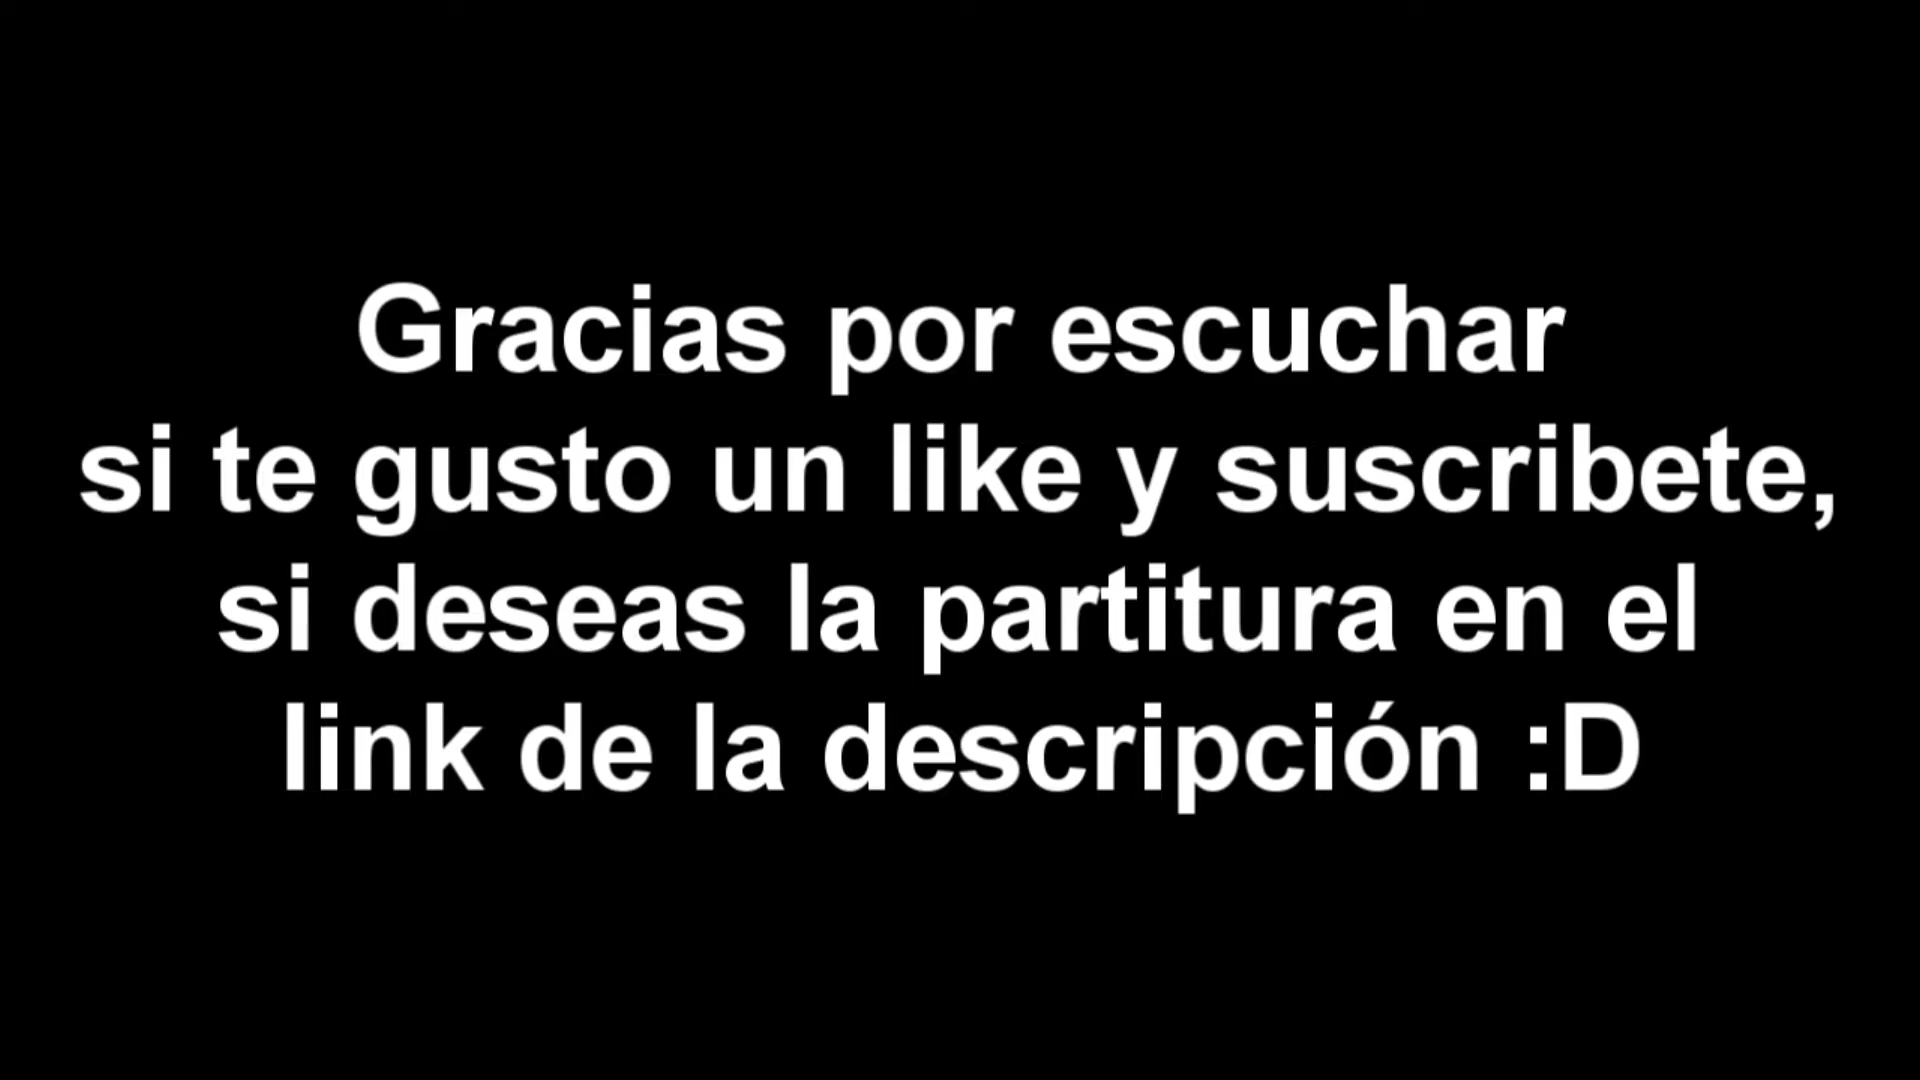 Gracias por escuchar
si te gusto un like y suscribete,
si deseas la partitura en el
link de la descripción :D